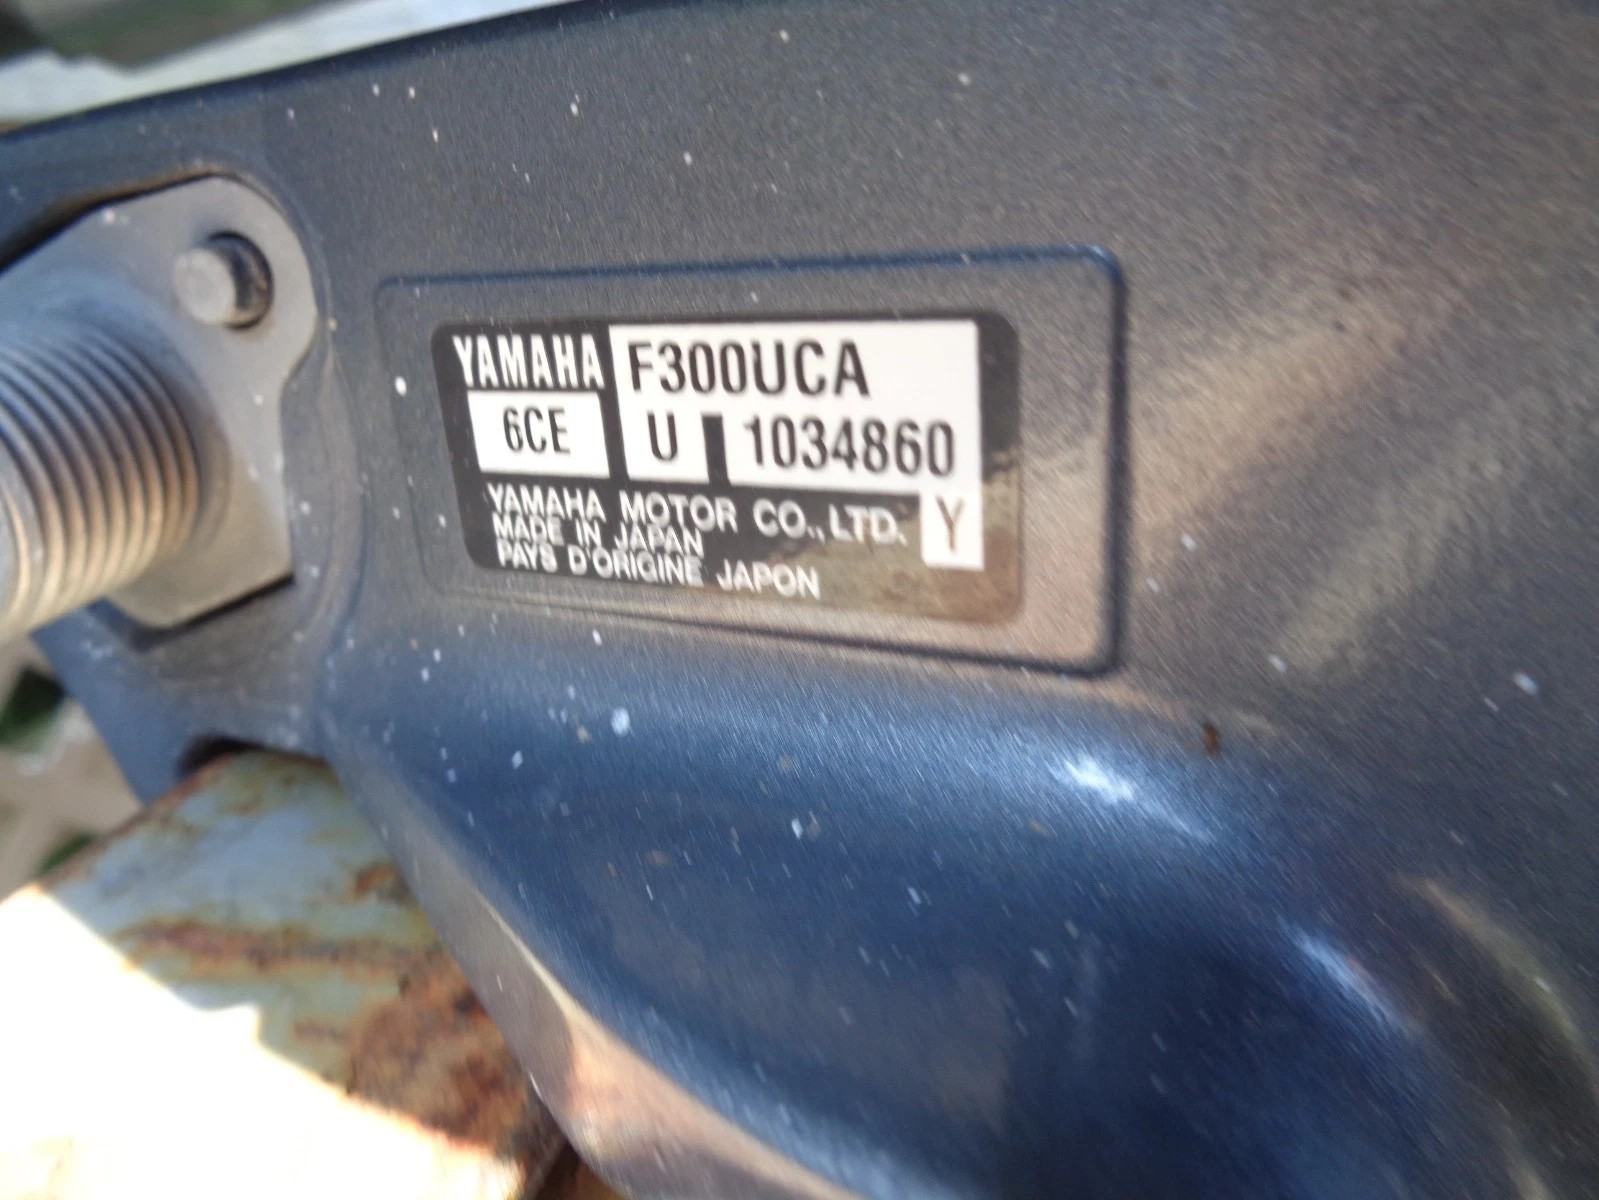 YAMAHA F300UCA
6CE U 1034860
YAMAHA MOTOR CO., LTD. Y
MADE IN JAPAN
PAYS D'ORIGINE JAPON